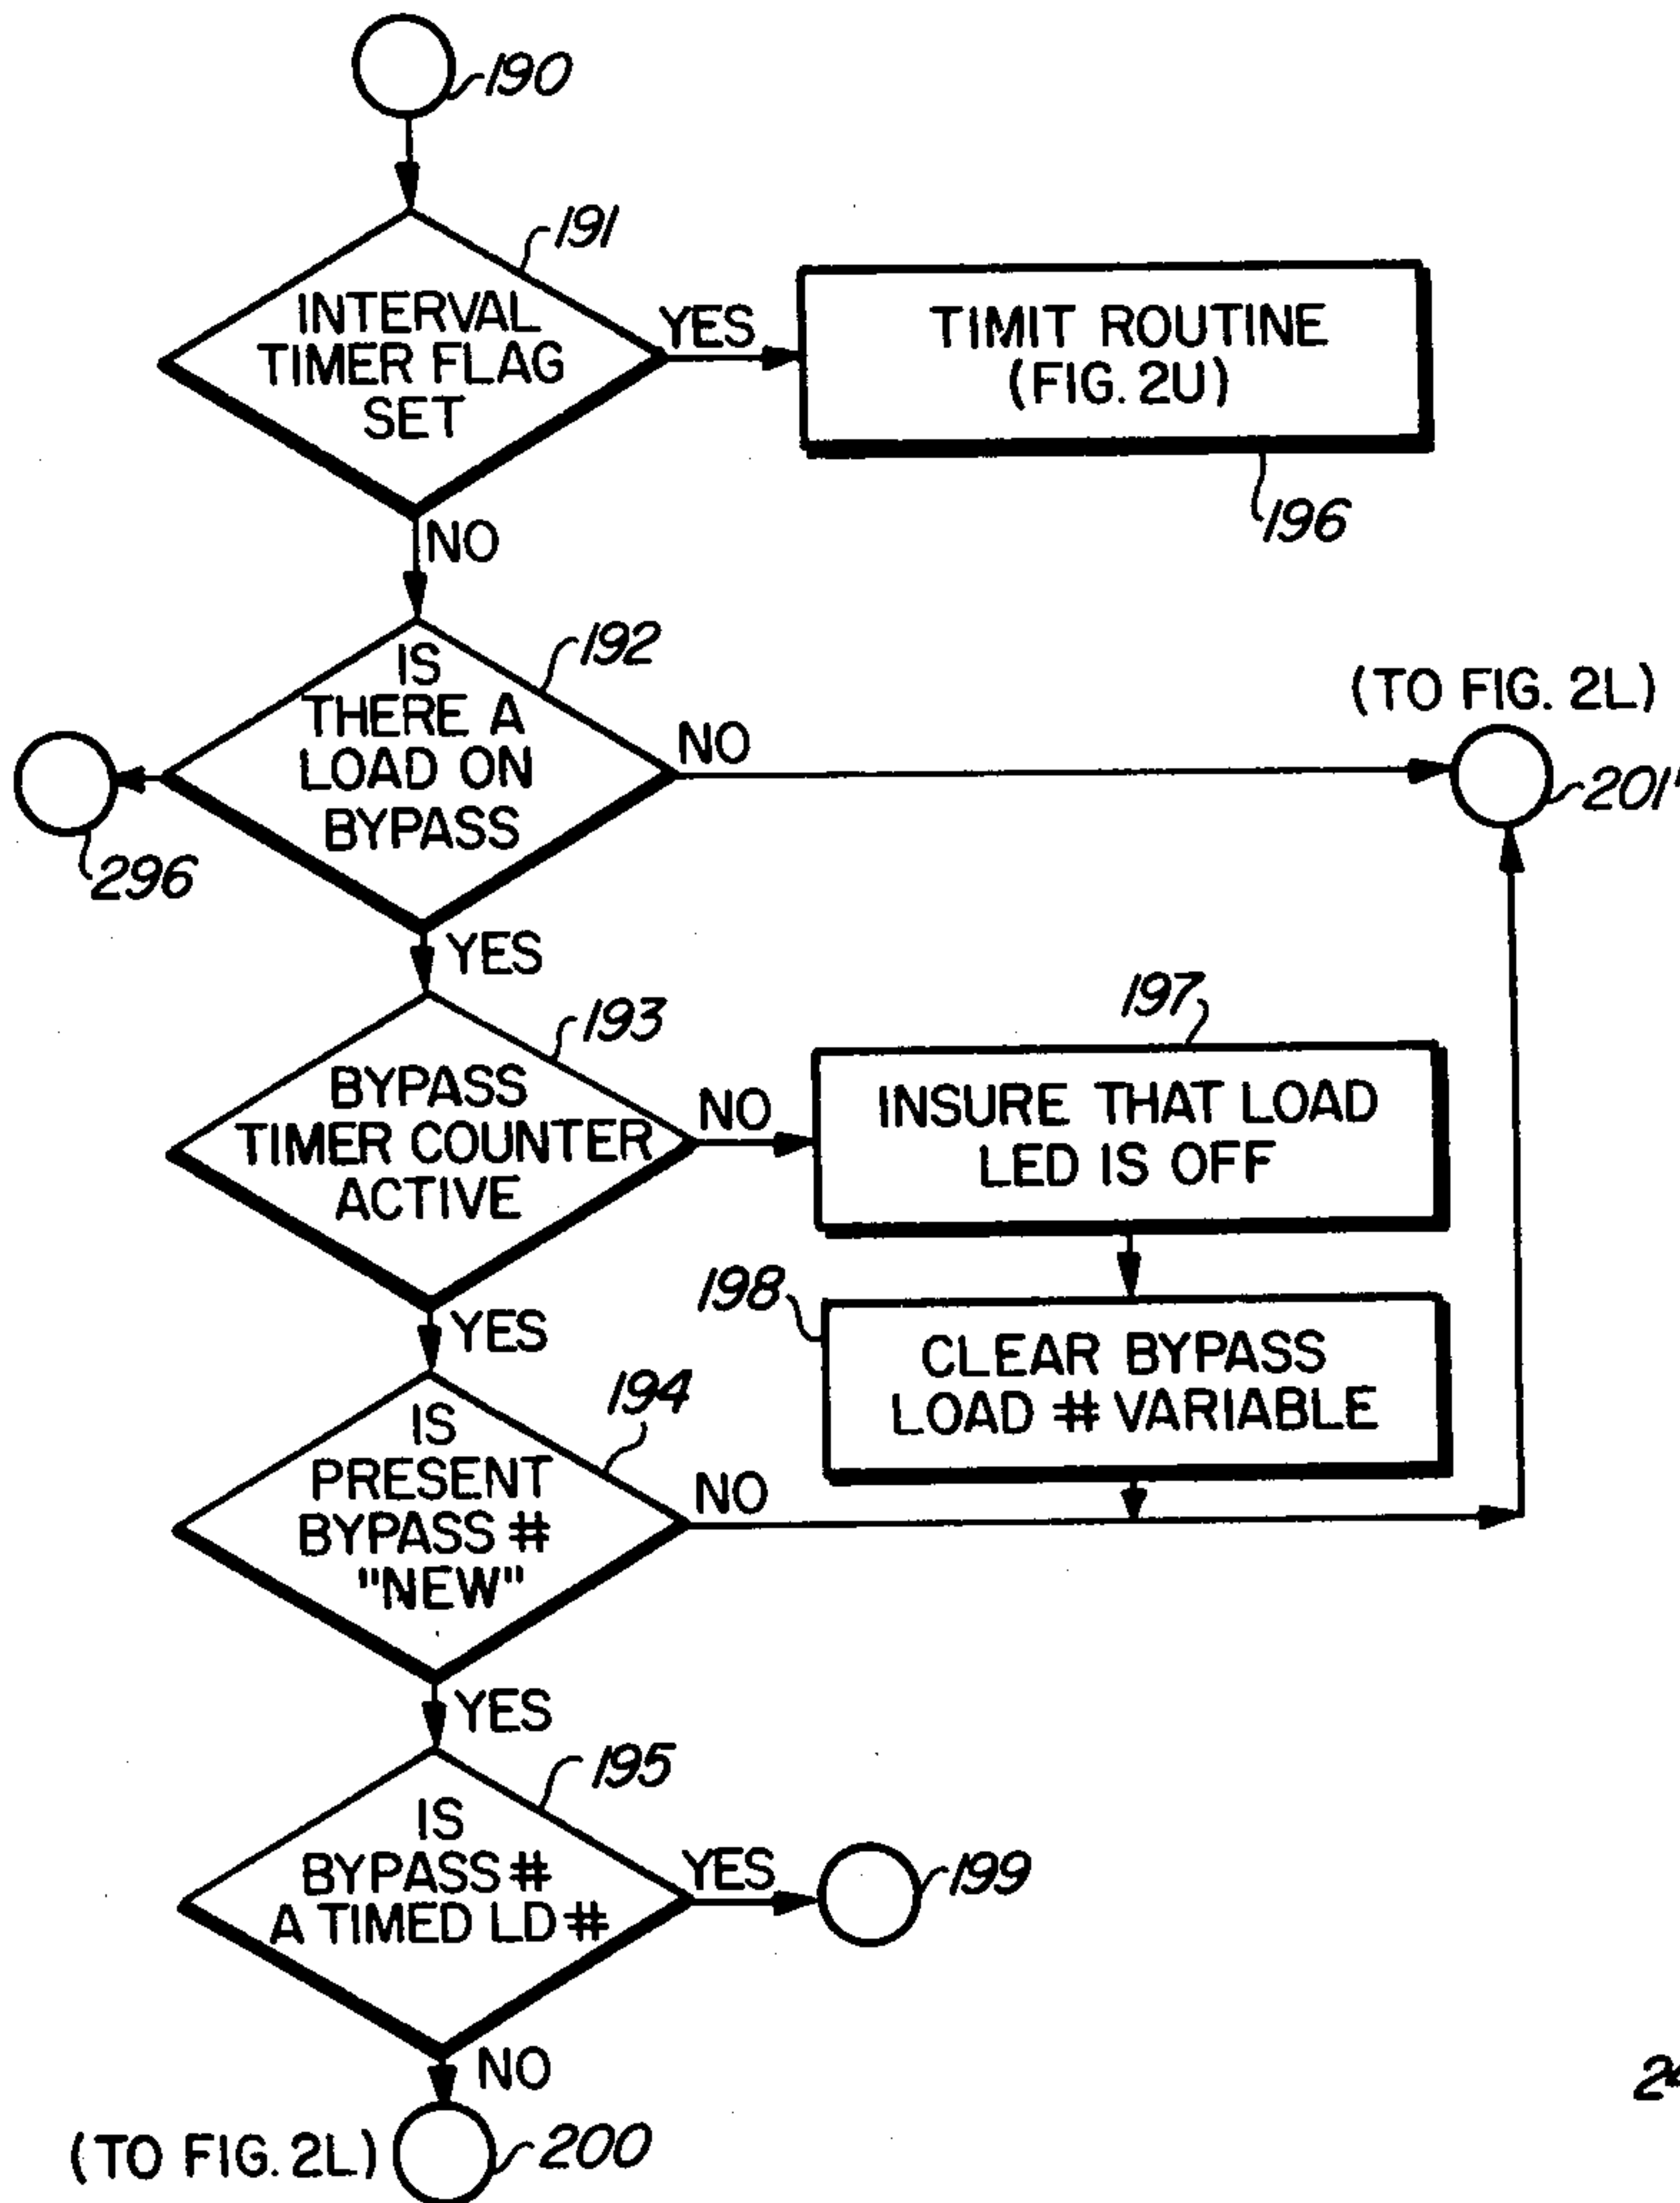 190
191
INTERVAL
TIMER FLAG
SET
YES
TIMIT ROUTINE
(FIG. 2U)
196
NO
192
IS
THERE A
LOAD ON
BYPASS
NO
(TO FIG. 2L)
201
296
YES
193
BYPASS
TIMER COUNTER
ACTIVE
NO
197
INSURE THAT LOAD
LED IS OFF
YES
198
CLEAR BYPASS
LOAD # VARIABLE
194
IS
PRESENT
BYPASS #
"NEW"
NO
YES
195
IS
BYPASS #
A TIMED LD #
YES
199
NO
(TO FIG. 2L)
200